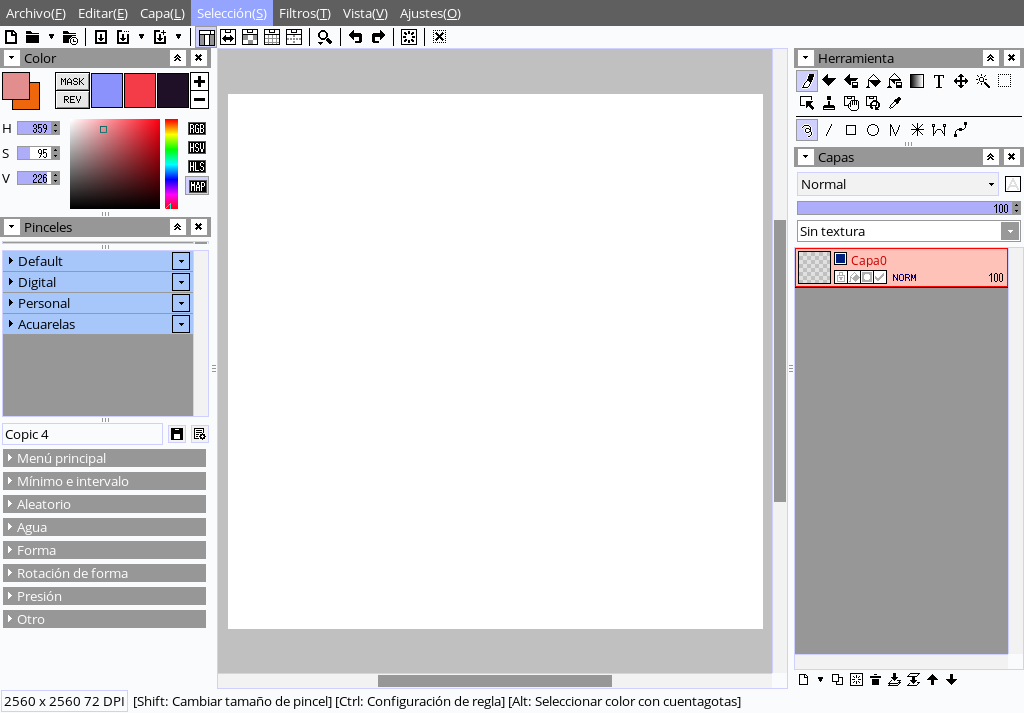 Archivo(F) Editar(E) Capa(L) Selección(S) Filtros(T) Vista(V) Ajustes(O)
Color
MASK
REV
H 359
S 95
V 226
RGB
HSV
HLS
MAP
Pinceles
Default
Digital
Personal
Acuarelas
Copic 4
Menú principal
Mínimo e intervalo
Aleatorio
Agua
Forma
Rotación de forma
Presión
Otro
Herramienta
T
Capas
Normal
A
100
Sin textura
Capa0
NORM 100
2560 x 2560 72 DPI [Shift: Cambiar tamaño de pincel] [Ctrl: Configuración de regla] [Alt: Seleccionar color con cuentagotas]